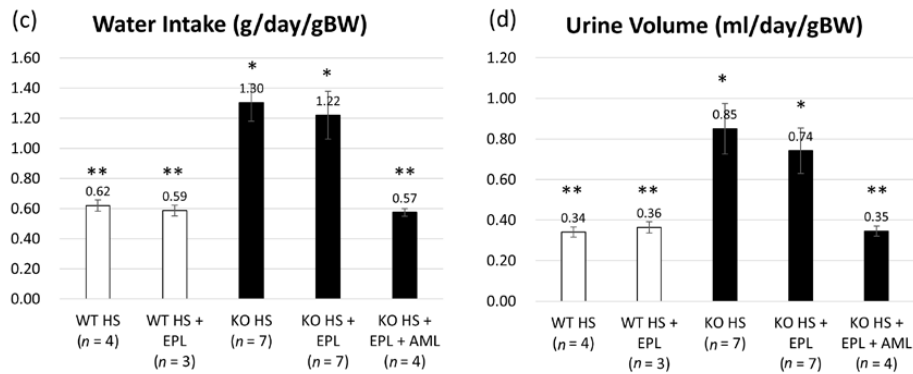 (c) Water Intake (g/day/gBW)
1.60
1.40
1.20
1.00
0.80
0.60
0.40
0.20
0.00
**
0.62
**
0.59
*
1.30
*
1.22
**
0.57
WT HS
(n = 4)
WT HS +
EPL
(n = 3)
KO HS
(n = 7)
KO HS +
EPL
(n = 7)
KO HS +
EPL + AML
(n = 4)
(d) Urine Volume (ml/day/gBW)
1.20
1.00
0.80
0.60
0.40
0.20
0.00
**
0.34
**
0.36
*
0.85
*
0.74
**
0.35
WT HS
(n = 4)
WT HS +
EPL
(n = 3)
KO HS
(n = 7)
KO HS +
EPL
(n = 7)
KO HS +
EPL + AML
(n = 4)